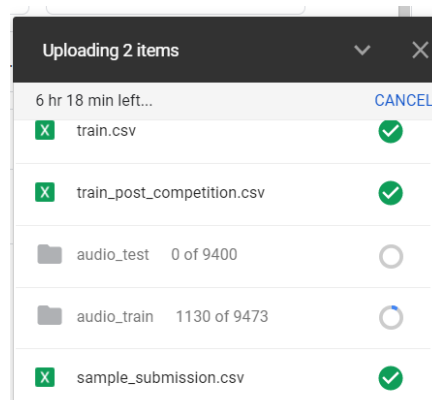 Uploading 2 items
6 hr 18 min left...
CANCEL
train.csv
train_post_competition.csv
audio_test 0 of 9400
audio_train 1130 of 9473
sample_submission.csv